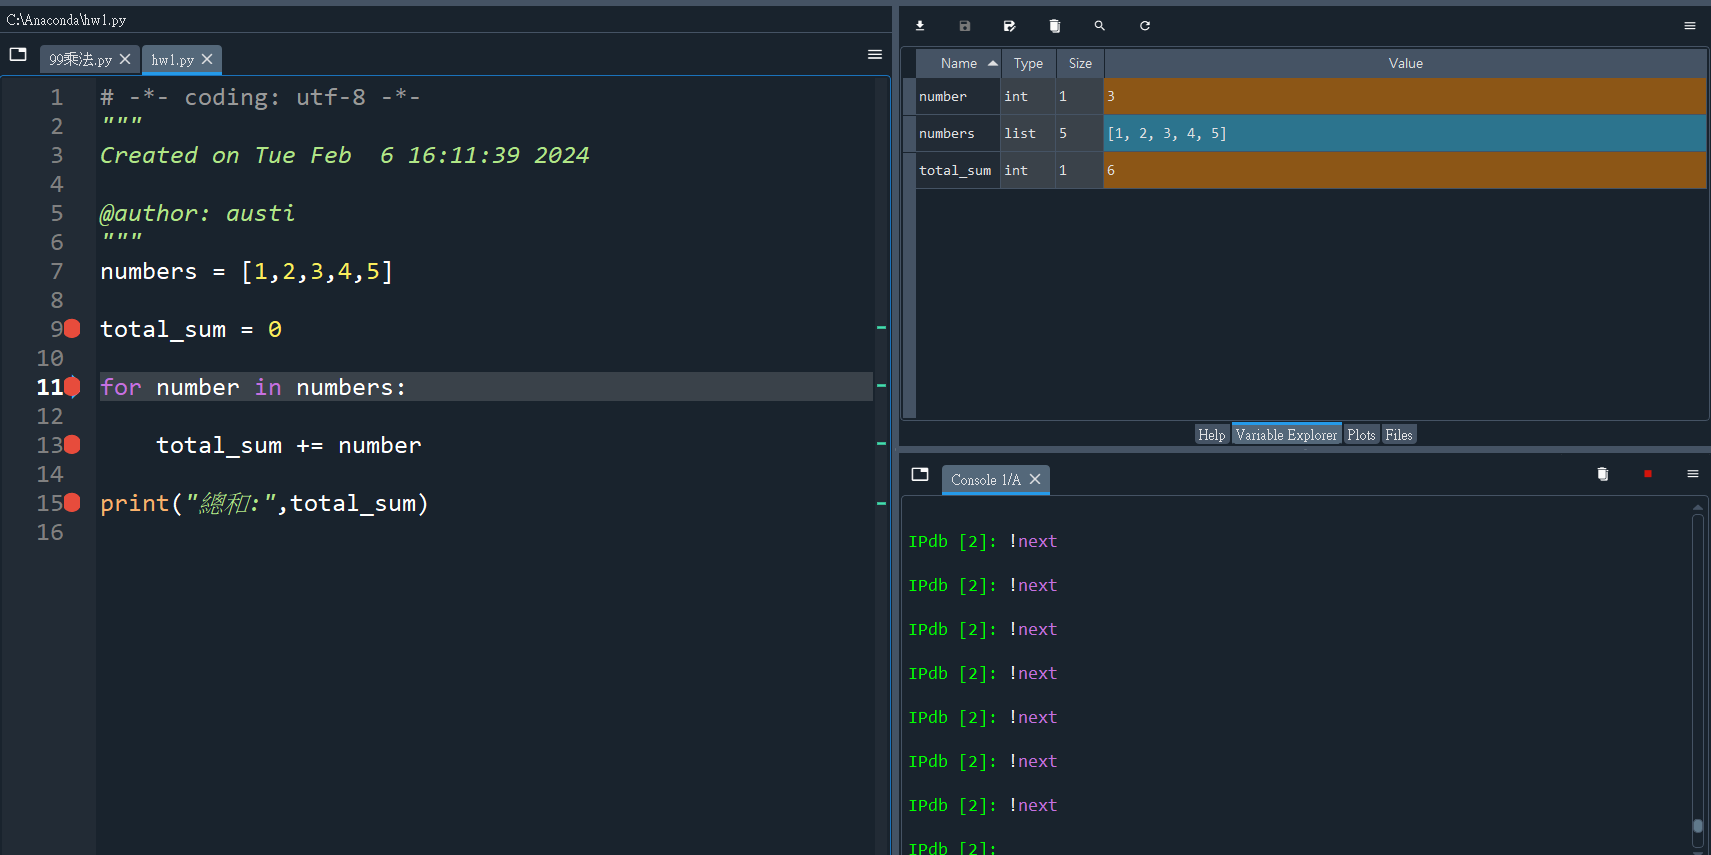 C:\Anaconda\hw1.py
99乘法.py
hw1.py
1 # -*- coding: utf-8 -*-
2 """
3 Created on Tue Feb  6 16:11:39 2024
4
5 @author: austi
6 """
7 numbers = [1,2,3,4,5]
8
9 total_sum = 0
10
11 for number in numbers:
12
13     total_sum += number
14
15 print("總和:",total_sum)
16
Name Type Size Value
number int 1 3
numbers list 5 [1, 2, 3, 4, 5]
total_sum int 1 6
Help Variable Explorer Plots Files
Console 1/A
IPdb [2]: !next
IPdb [2]: !next
IPdb [2]: !next
IPdb [2]: !next
IPdb [2]: !next
IPdb [2]: !next
IPdb [2]: !next
IPdb [2]: